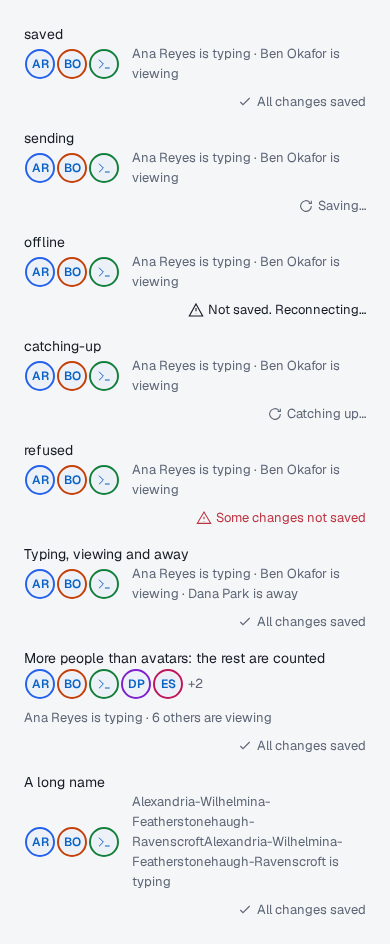 saved
AR BO >_ Ana Reyes is typing · Ben Okafor is
viewing
All changes saved
sending
AR BO >_ Ana Reyes is typing · Ben Okafor is
viewing
Saving…
offline
AR BO >_ Ana Reyes is typing · Ben Okafor is
viewing
Not saved. Reconnecting…
catching-up
AR BO >_ Ana Reyes is typing · Ben Okafor is
viewing
Catching up…
refused
AR BO >_ Ana Reyes is typing · Ben Okafor is
viewing
Some changes not saved
Typing, viewing and away
AR BO >_ Ana Reyes is typing · Ben Okafor is
viewing · Dana Park is away
All changes saved
More people than avatars: the rest are counted
AR BO >_ DP ES +2
Ana Reyes is typing · 6 others are viewing
All changes saved
A long name
Alexandria-Wilhelmina-
Featherstonehaugh-
AR BO >_ RavenscroftAlexandria-Wilhelmina-
Featherstonehaugh-Ravenscroft is
typing
All changes saved